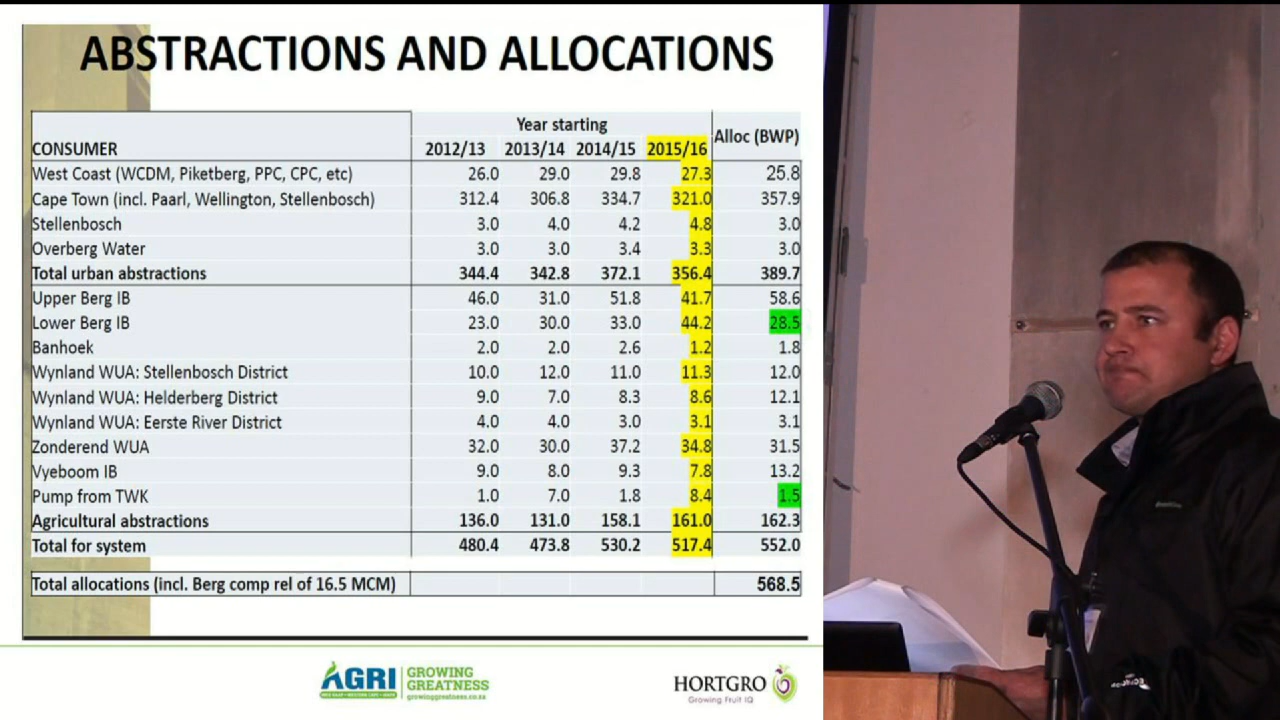 ABSTRACTIONS AND ALLOCATIONS
Year starting
Alloc (BWP)
CONSUMER 2012/13 2013/14 2014/15 2015/16
West Coast (WCDM, Piketberg, PPC, CPC, etc) 26.0 29.0 29.8 27.3 25.8
Cape Town (incl. Paarl, Wellington, Stellenbosch) 312.4 306.8 334.7 321.0 357.9
Stellenbosch 3.0 4.0 4.2 4.8 3.0
Overberg Water 3.0 3.0 3.4 3.3 3.0
Total urban abstractions 344.4 342.8 372.1 356.4 389.7
Upper Berg IB 46.0 31.0 51.8 41.7 58.6
Lower Berg IB 23.0 30.0 33.0 44.2 28.5
Banhoek 2.0 2.0 2.6 1.2 1.8
Wynland WUA: Stellenbosch District 10.0 12.0 11.0 11.3 12.0
Wynland WUA: Helderberg District 9.0 7.0 8.3 8.6 12.1
Wynland WUA: Eerste River District 4.0 4.0 3.0 3.1 3.1
Zonderend WUA 32.0 30.0 37.2 34.8 31.5
Vyeboom IB 9.0 8.0 9.3 7.8 13.2
Pump from TWK 1.0 7.0 1.8 8.4 1.5
Agricultural abstractions 136.0 131.0 158.1 161.0 162.3
Total for system 480.4 473.8 530.2 517.4 552.0
Total allocations (incl. Berg comp rel of 16.5 MCM) 568.5
AGRI
GROWING
GREATNESS
growinggreatness.co.za
HORTGRO
Growing Fruit IQ